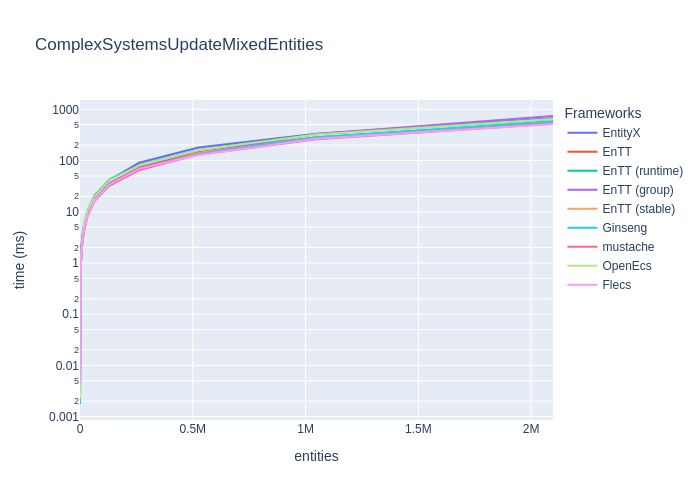 ComplexSystemsUpdateMixedEntities
1000
5
2
100
5
2
10
5
2
1
5
2
0.1
5
2
0.01
5
2
0.001
time (ms)
0 0.5M 1M 1.5M 2M
entities
Frameworks
EntityX
EnTT
EnTT (runtime)
EnTT (group)
EnTT (stable)
Ginseng
mustache
OpenEcs
Flecs